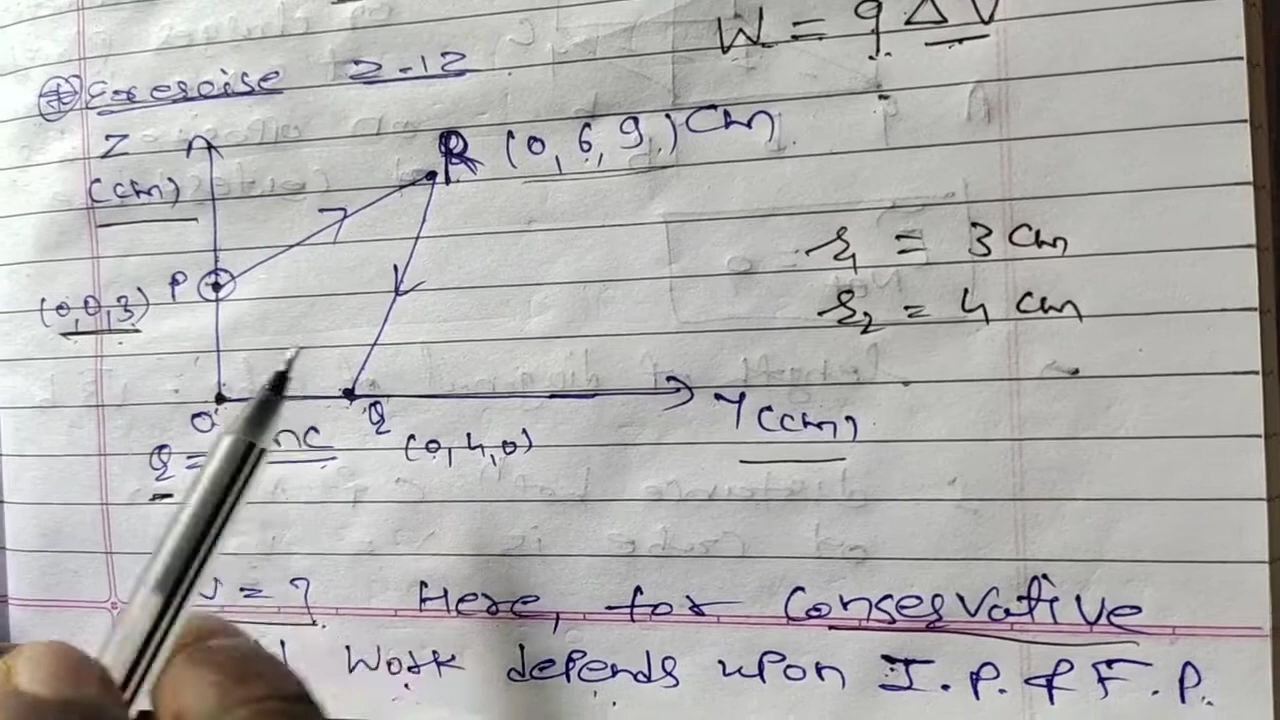 W = q ΔV
Exercise 2-12
Z
(cm)
R (0, 6, 9,) Cm
r1 = 3 Cm
r2 = 4 Cm
P
(0,0,3)
O
Q
Y (cm)
(0,4,0)
= ?
Here, for Conservative
Work depends upon I.P. & F.P.